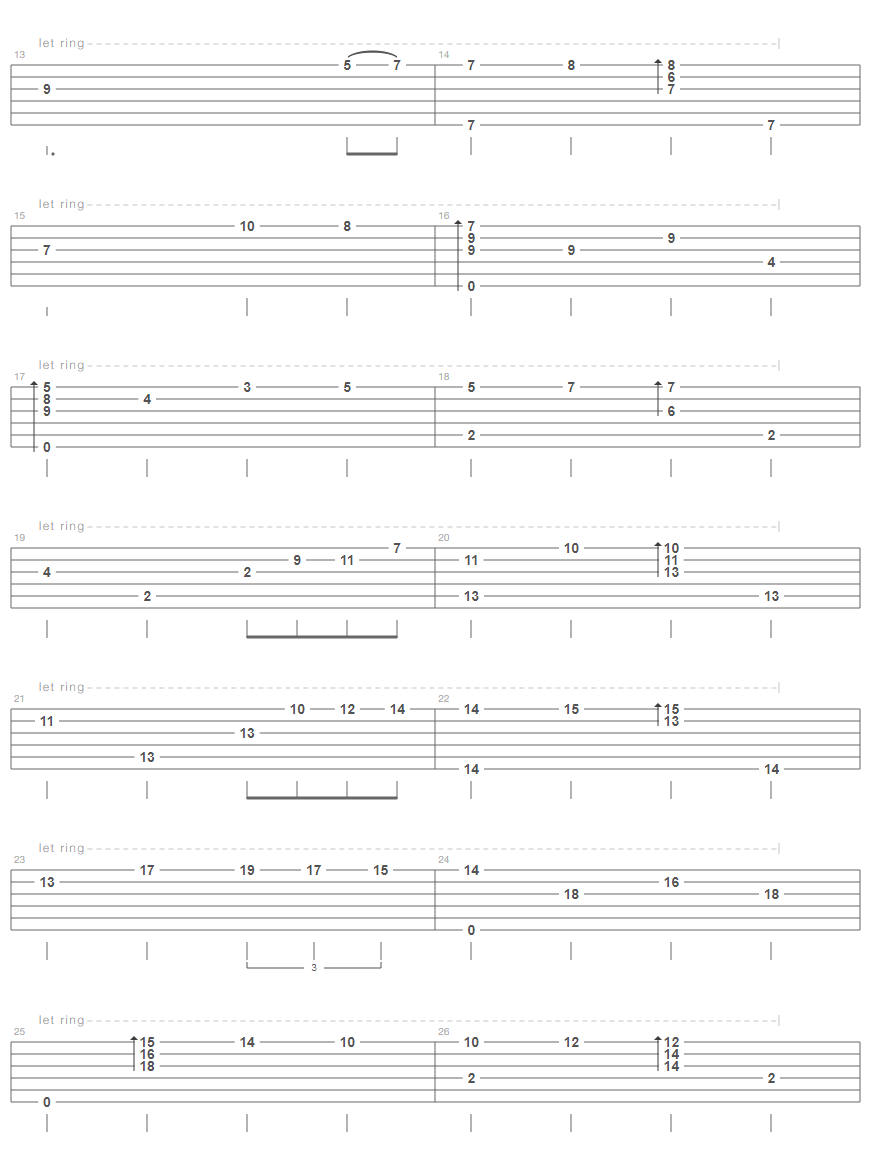 let ring
13 14
5 7 7 8 8
6
9 7
7 7
let ring
15 16
10 8 7
9 9
7 9 9
4
0
let ring
17 18
5 3 5 5 7 7
8 4
9 6
2 2
0
let ring
19 20
7 10 10
9 11 11 11
4 2 13
2 13 13
let ring
21 22
10 12 14 14 15 15
11 13
13
13
14 14
let ring
23 24
17 19 17 15 14
13 16
18 18
0
3
let ring
25 26
15 14 10 10 12 12
16 14
18 14
2 2
0